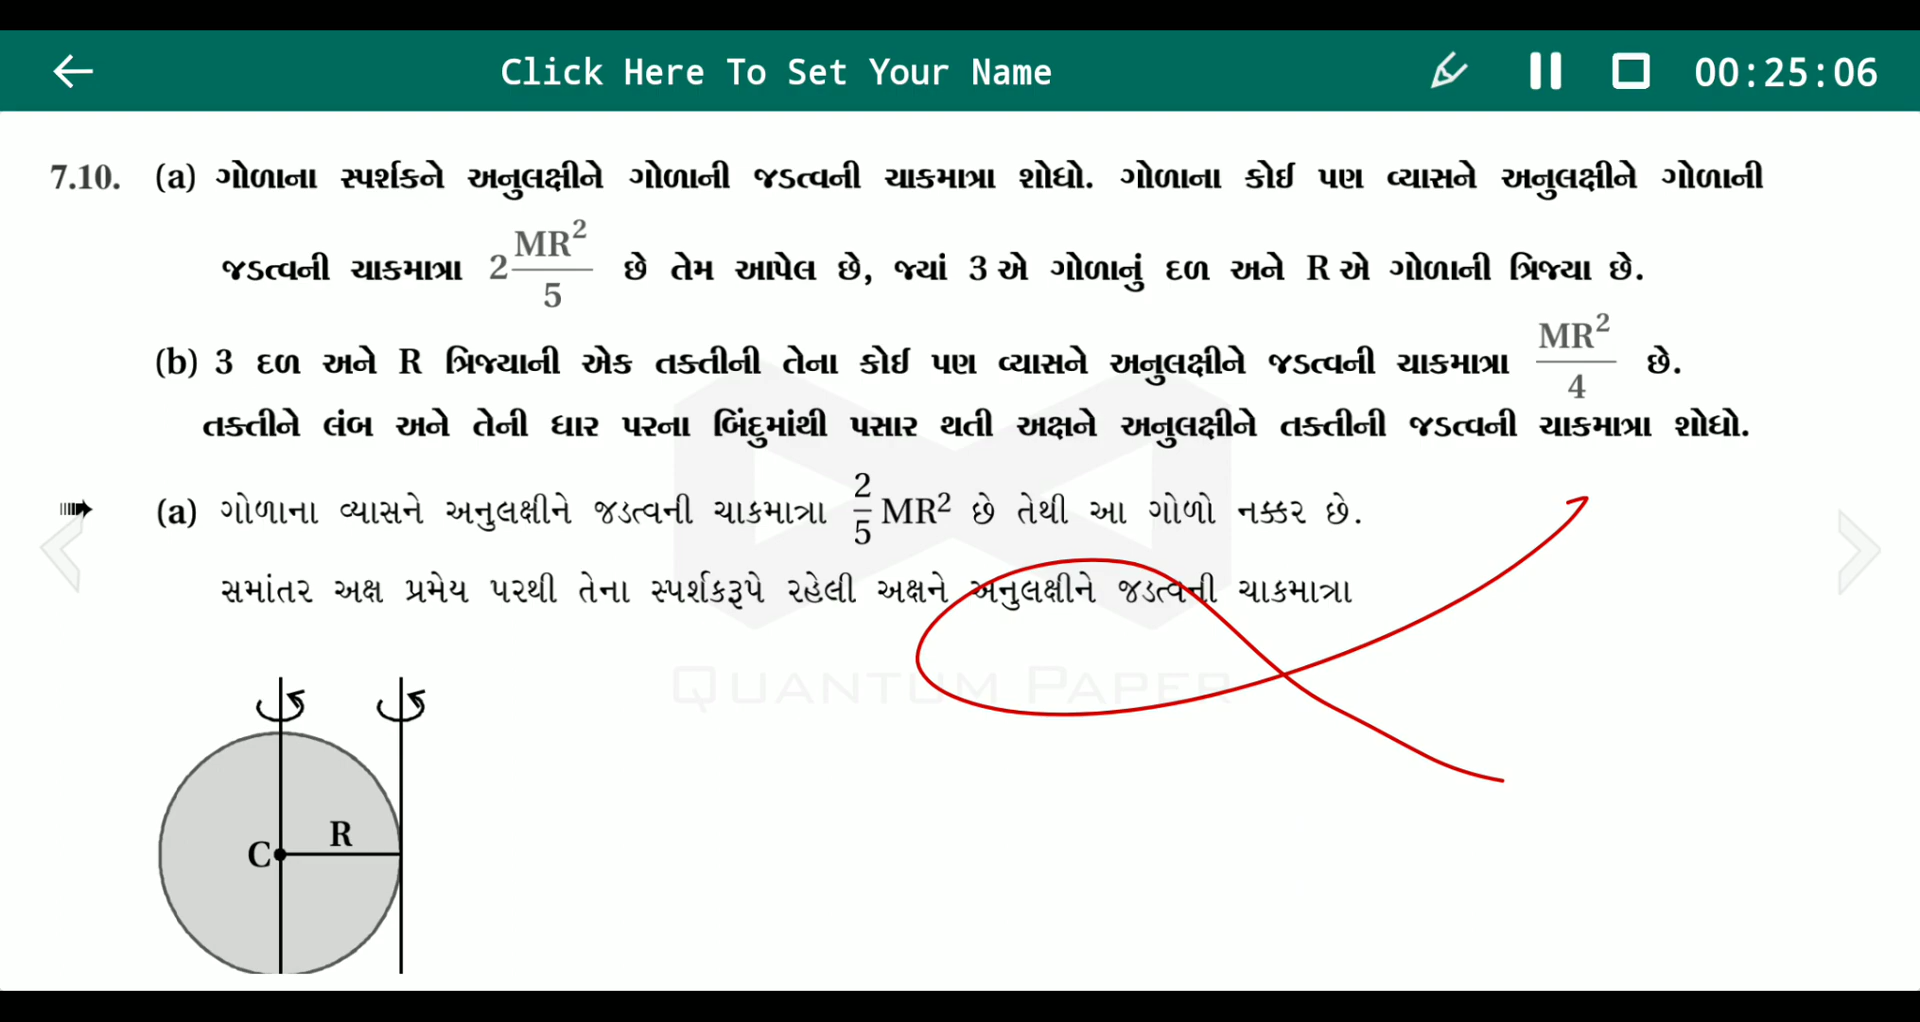 Click Here To Set Your Name 00:25:06
7.10. (a) ગોળાના સ્પર્શકને અનુલક્ષીને ગોળાની જડત્વની ચાકમાત્રા શોધો. ગોળાના કોઈ પણ વ્યાસને અનુલક્ષીને ગોળાની
જડત્વની ચાકમાત્રા 2 MR²/5 છે તેમ આપેલ છે, જ્યાં 3 એ ગોળાનું દળ અને R એ ગોળાની ત્રિજ્યા છે.
(b) 3 દળ અને R ત્રિજ્યાની એક તક્તીની તેના કોઈ પણ વ્યાસને અનુલક્ષીને જડત્વની ચાકમાત્રા MR²/4 છે.
તક્તીને લંબ અને તેની ધાર પરના બિંદુમાંથી પસાર થતી અક્ષને અનુલક્ષીને તક્તીની જડત્વની ચાકમાત્રા શોધો.
(a) ગોળાના વ્યાસને અનુલક્ષીને જડત્વની ચાકમાત્રા 2/5 MR² છે તેથી આ ગોળો નક્કર છે.
સમાંતર અક્ષ પ્રમેય પરથી તેના સ્પર્શકરૂપે રહેલી અક્ષને અનુલક્ષીને જડત્વની ચાકમાત્રા
QUANTUM PAPER
R
C